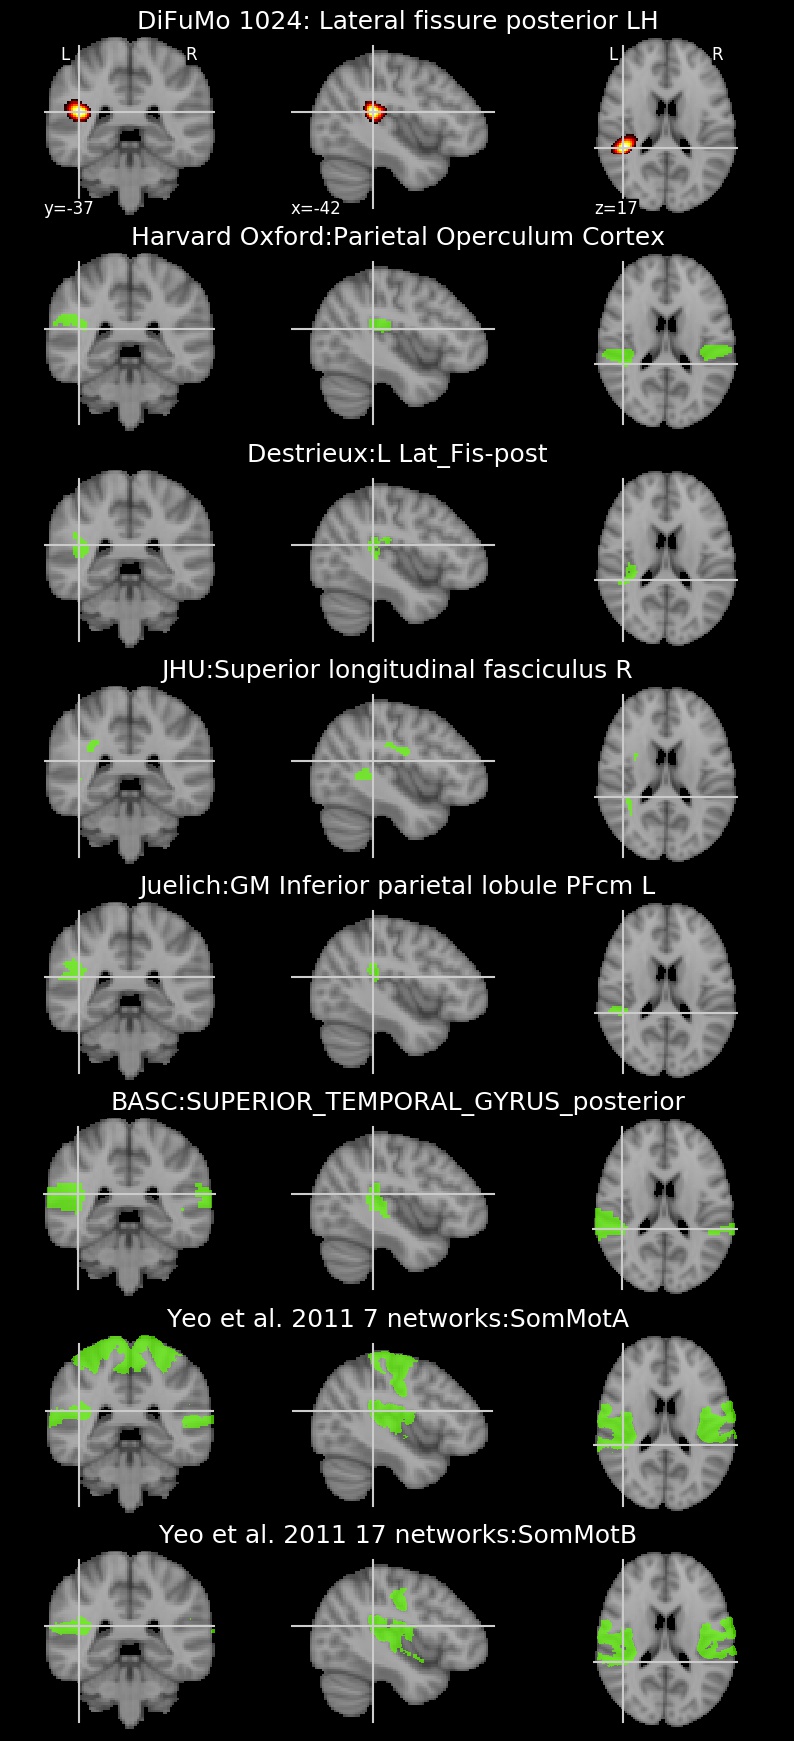 DiFuMo 1024: Lateral fissure posterior LH
L R L R
y=-37 x=-42 z=17
Harvard Oxford:Parietal Operculum Cortex
Destrieux:L Lat_Fis-post
JHU:Superior longitudinal fasciculus R
Juelich:GM Inferior parietal lobule PFcm L
BASC:SUPERIOR_TEMPORAL_GYRUS_posterior
Yeo et al. 2011 7 networks:SomMotA
Yeo et al. 2011 17 networks:SomMotB